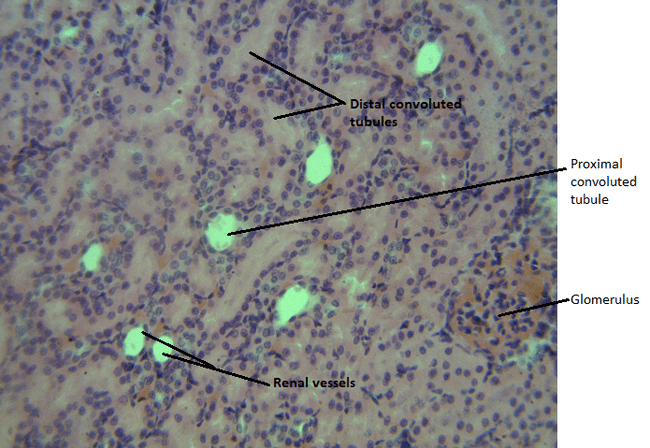 Distal convoluted
tubules
Proximal
convoluted
tubule
Glomerulus
Renal vessels